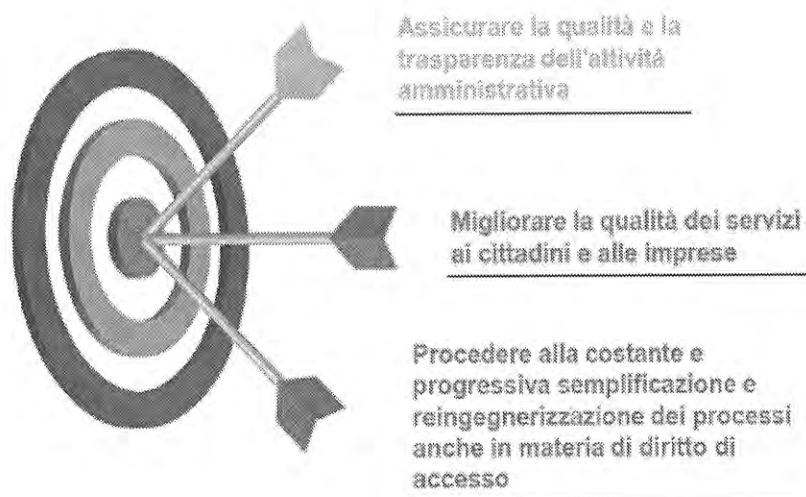 Assicurare la qualità e la
trasparenza dell'attività
amministrativa
Migliorare la qualità dei servizi
ai cittadini e alle imprese
Procedere alla costante e
progressiva semplificazione e
reingegnerizzazione dei processi
anche in materia di diritto di
accesso